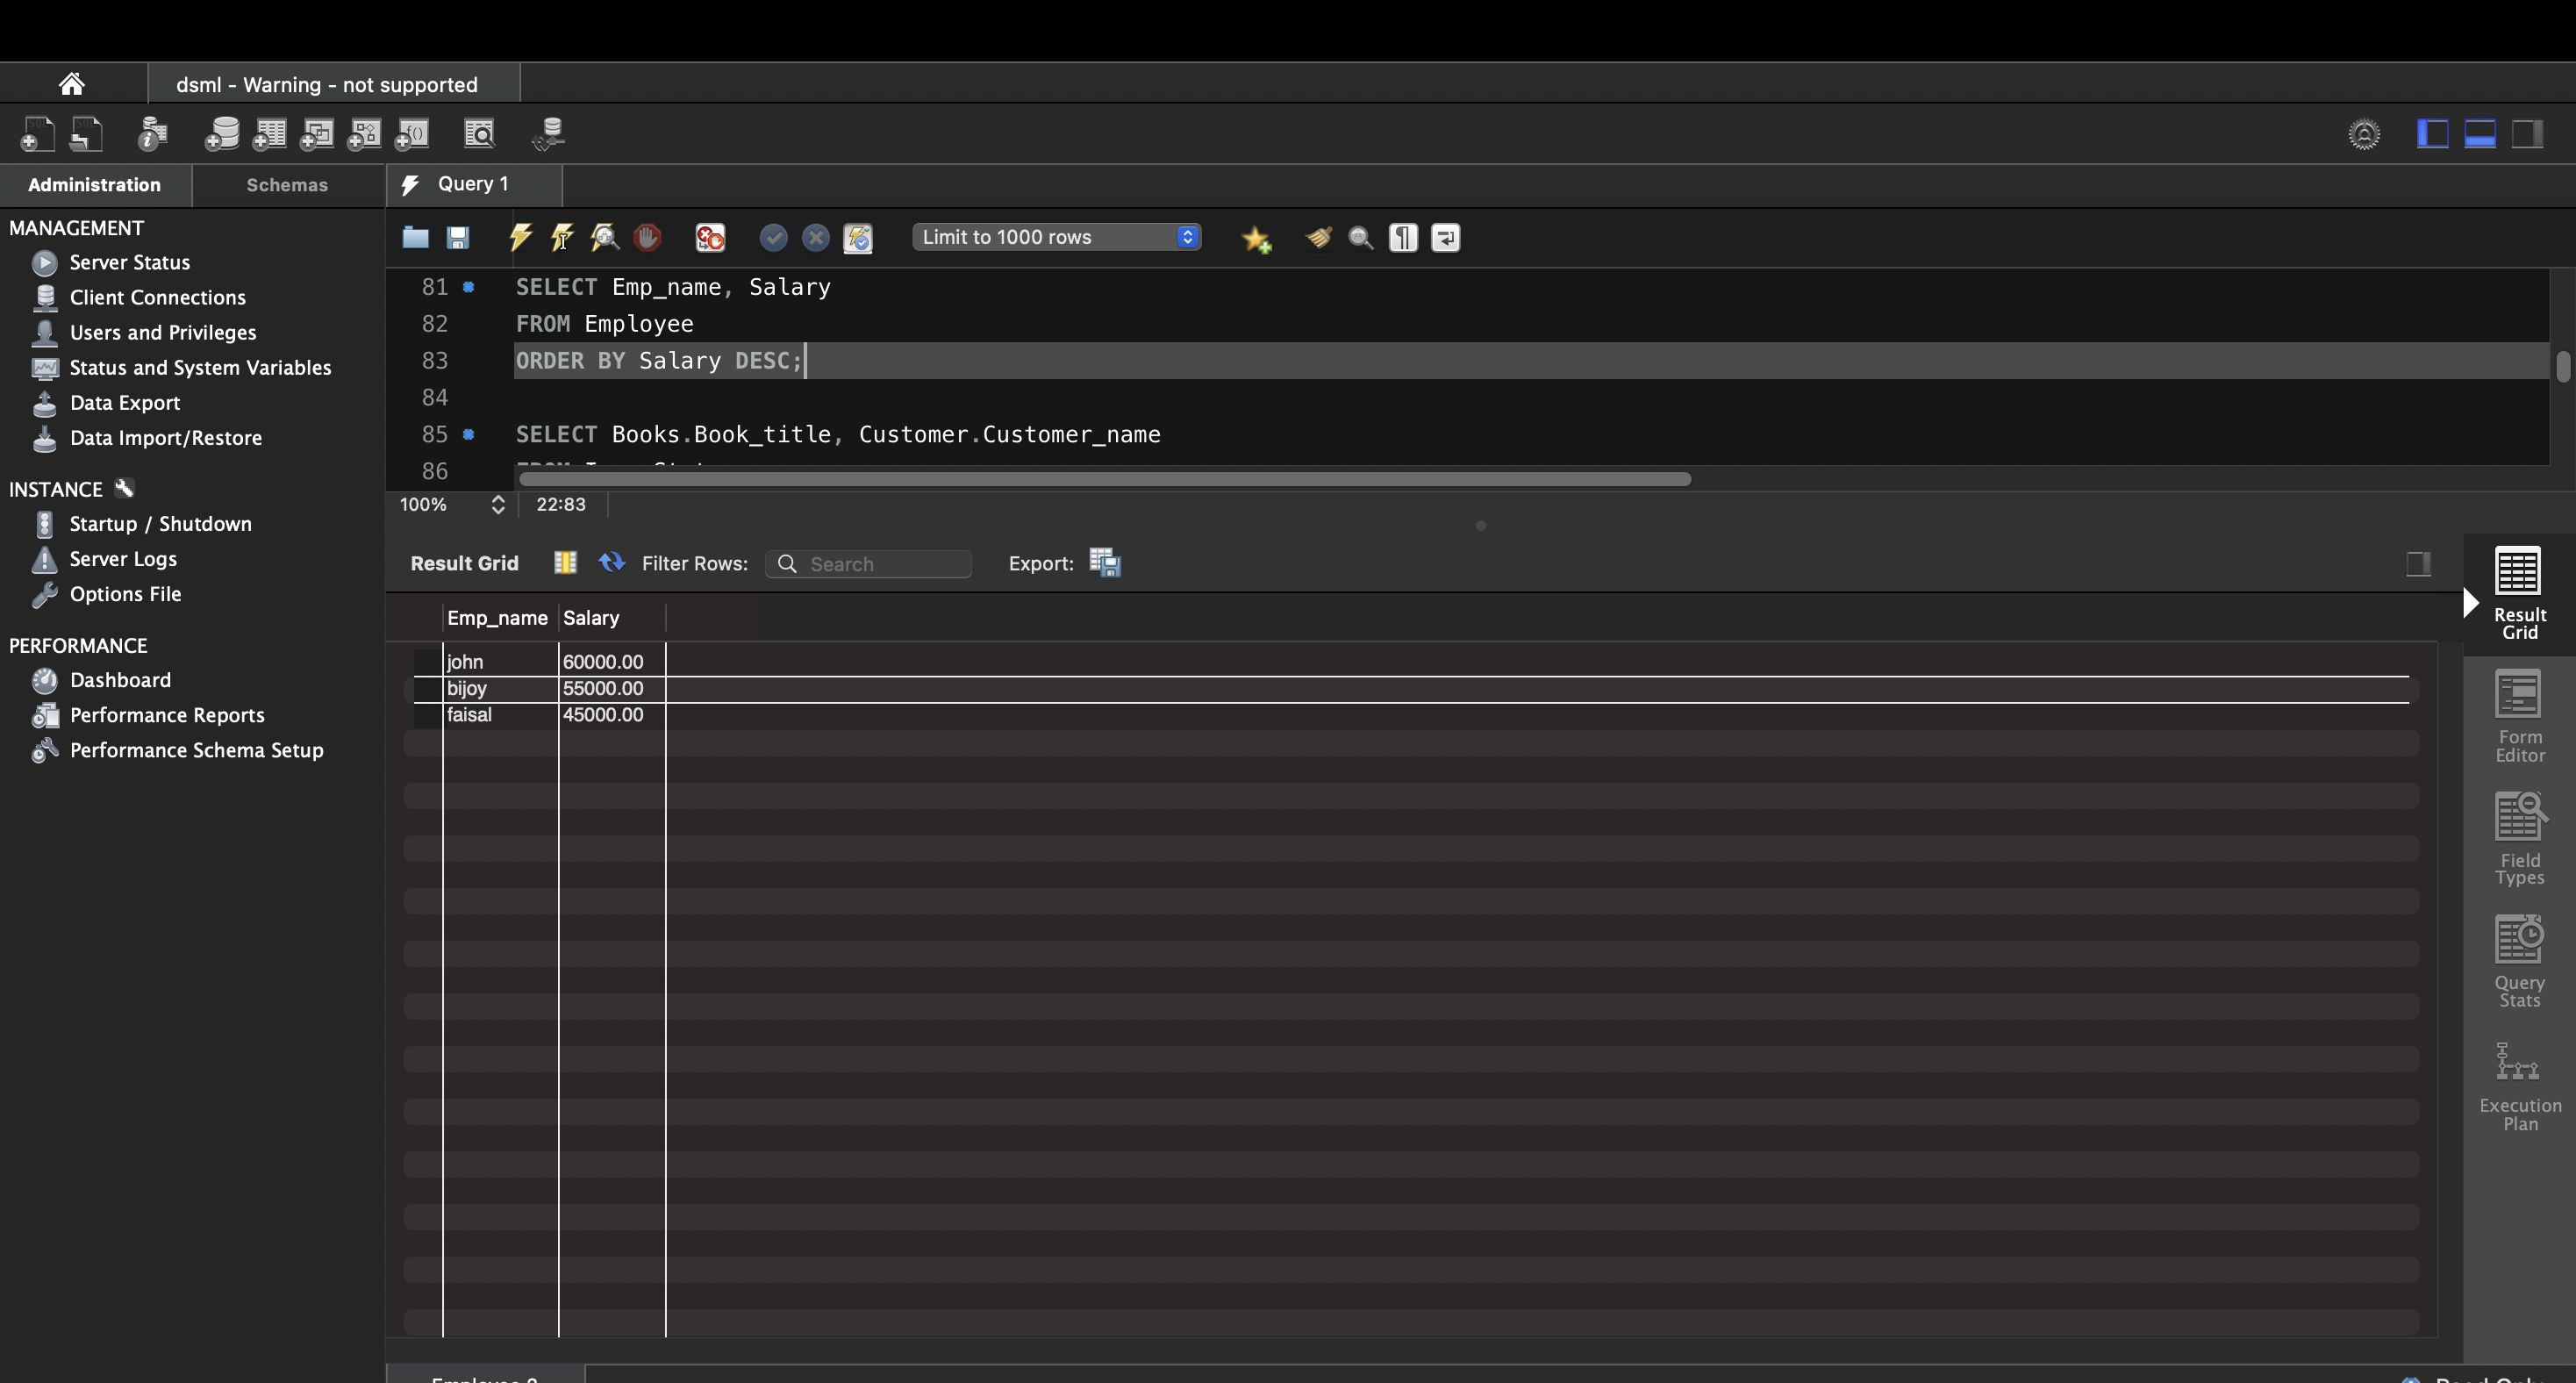 dsml - Warning - not supported
Administration
Schemas
Query 1
MANAGEMENT
Server Status
Client Connections
Users and Privileges
Status and System Variables
Data Export
Data Import/Restore
INSTANCE
Startup / Shutdown
Server Logs
Options File
PERFORMANCE
Dashboard
Performance Reports
Performance Schema Setup
Limit to 1000 rows
81 SELECT Emp_name, Salary
82 FROM Employee
83 ORDER BY Salary DESC;
84
85 SELECT Books.Book_title, Customer.Customer_name
86
100% 22:83
Result Grid Filter Rows: Search Export:
Emp_name Salary
john 60000.00
bijoy 55000.00
faisal 45000.00
Result
Grid
Form
Editor
Field
Types
Query
Stats
Execution
Plan